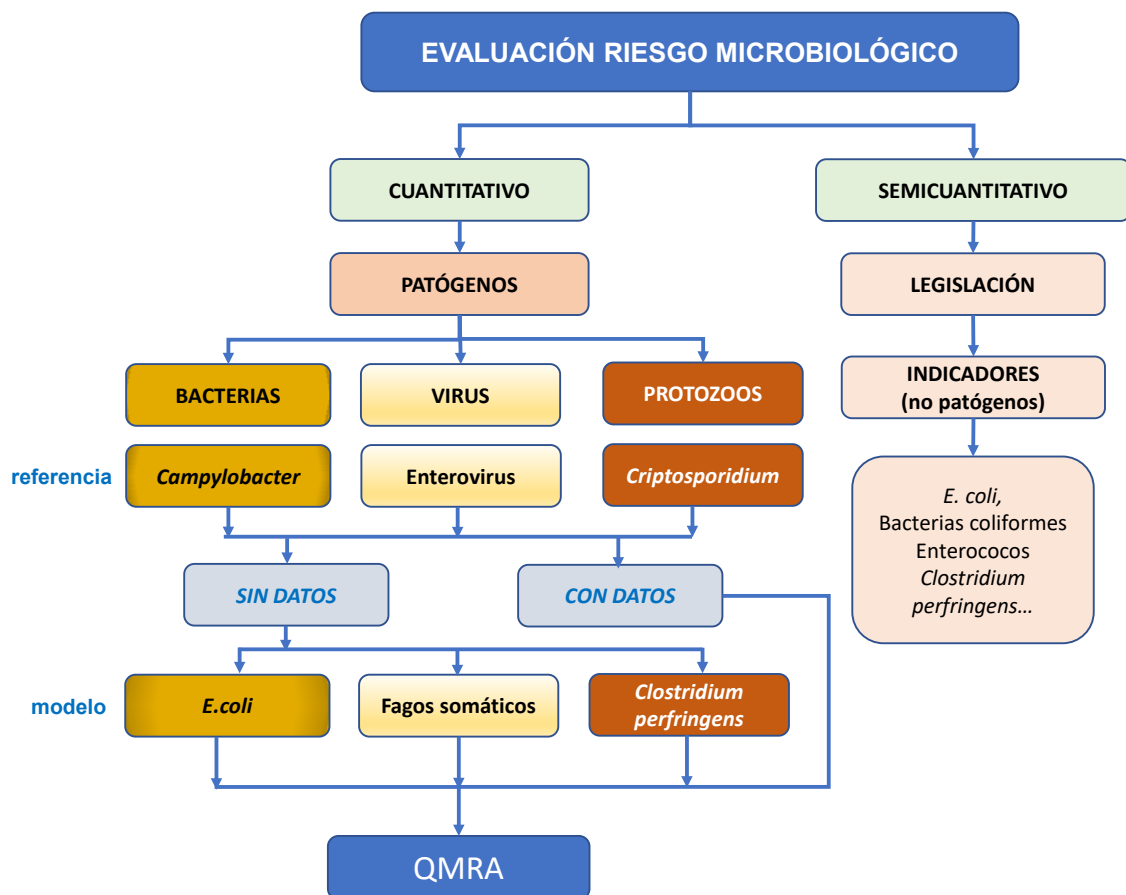 EVALUACIÓN RIESGO MICROBIOLÓGICO
CUANTITATIVO
SEMICUANTITATIVO
PATÓGENOS
LEGISLACIÓN
BACTERIAS
VIRUS
PROTOZOOS
INDICADORES
(no patógenos)
referencia
Campylobacter
Enterovirus
Criptosporidium
E. coli,
Bacterias coliformes
Enterococos
Clostridium
perfringens...
SIN DATOS
CON DATOS
modelo
E.coli
Fagos somáticos
Clostridium
perfringens
QMRA